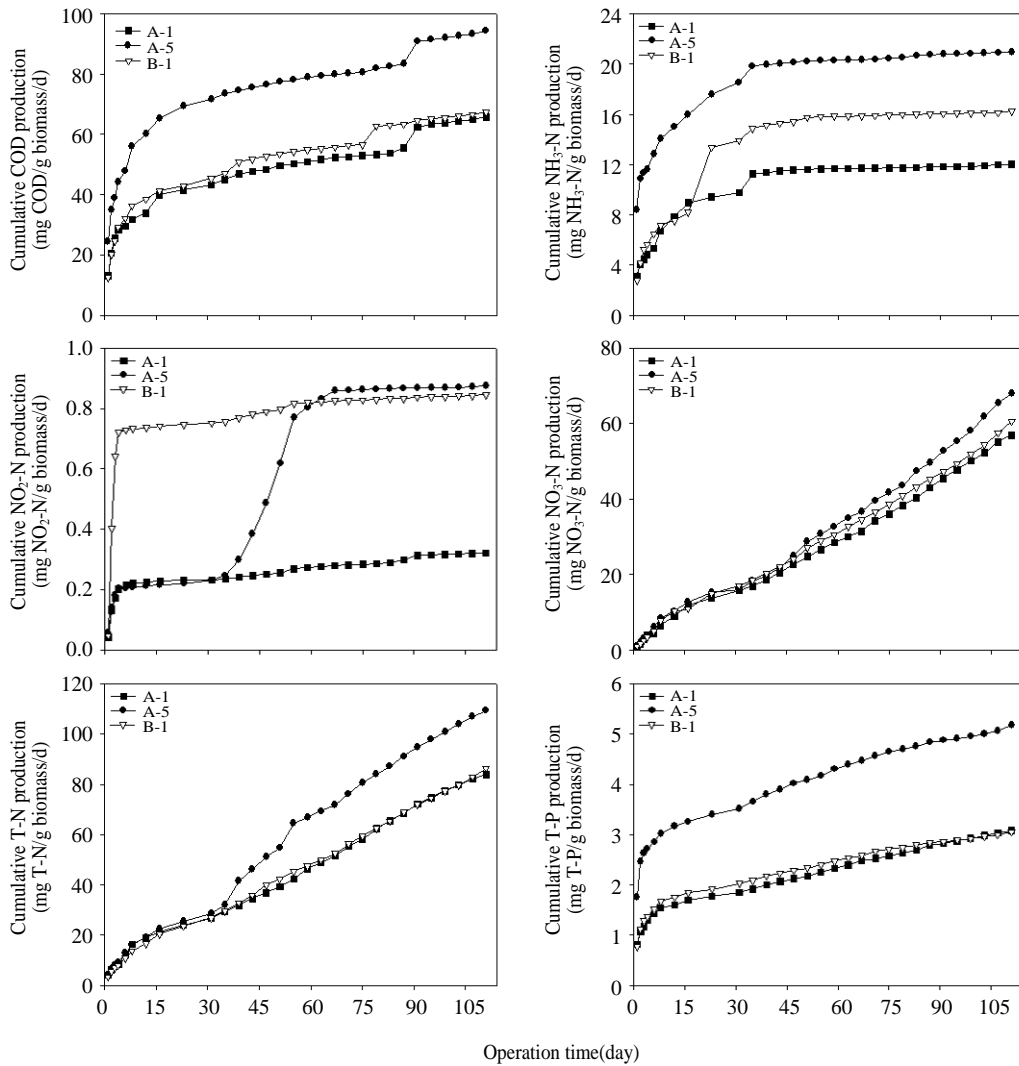 Cumulative COD production
(mg COD/g biomass/d)
100
80
60
40
20
0
A-1
A-5
B-1
Cumulative NH₃-N production
(mg NH₃-N/g biomass/d)
24
20
16
12
8
4
0
A-1
A-5
B-1
Cumulative NO₂-N production
(mg NO₂-N/g biomass/d)
1.0
0.8
0.6
0.4
0.2
0.0
A-1
A-5
B-1
Cumulative NO₃-N production
(mg NO₃-N/g biomass/d)
80
60
40
20
0
A-1
A-5
B-1
Cumulative T-N production
(mg T-N/g biomass/d)
120
100
80
60
40
20
0
A-1
A-5
B-1
0 15 30 45 60 75 90 105
Cumulative T-P production
(mg T-P/g biomass/d)
6
5
4
3
2
1
0
A-1
A-5
B-1
0 15 30 45 60 75 90 105
Operation time(day)